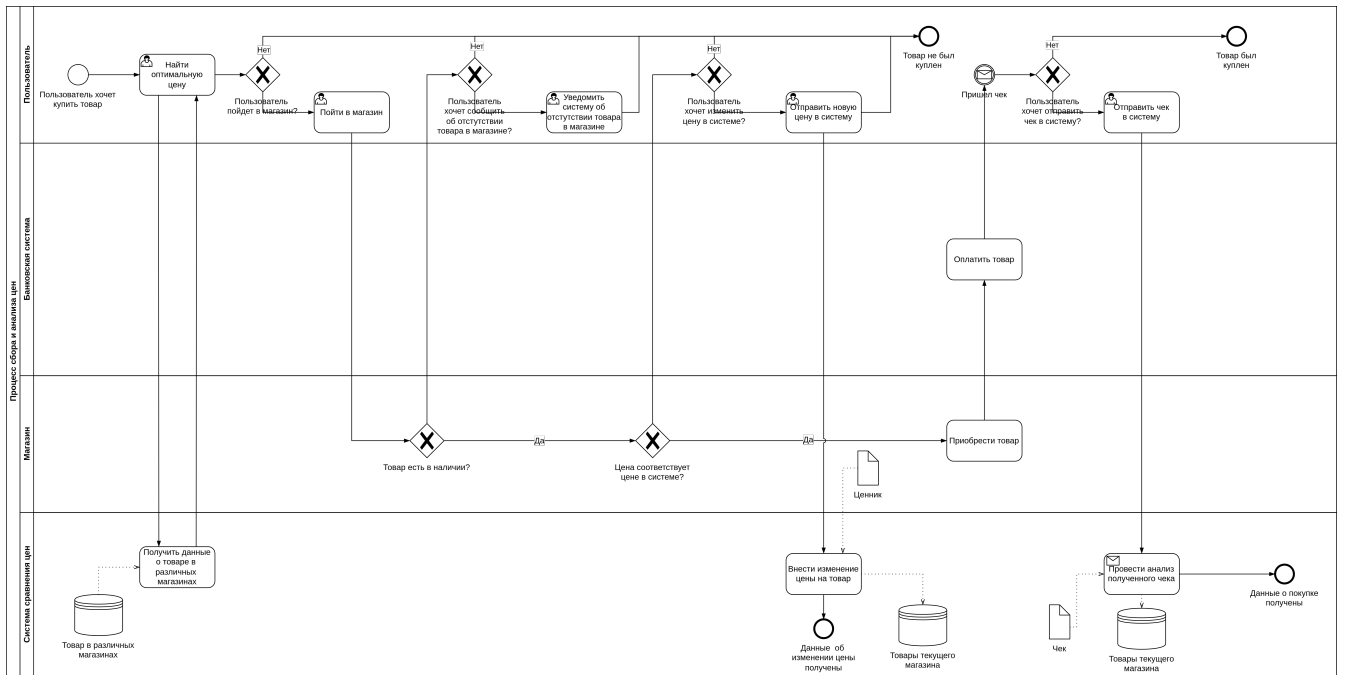 Процесс сбора и анализа цен
Пользователь
Пользователь хочет
купить товар
Найти
оптимальную
цену
Нет
Пользователь
пойдет в магазин?
Пойти в магазин
Нет
Пользователь
хочет сообщить
об отсутствии
товара в магазине?
Уведомить
систему об
отстутствии товара
в магазине
Нет
Пользователь
хочет изменить
цену в системе?
Отправить новую
цену в систему
Товар не был
куплен
Пришел чек
Нет
Пользователь
хочет отправить
чек в систему?
Отправить чек
в систему
Товар был
куплен
Банковская система
Оплатить товар
Магазин
Товар есть в наличии?
Да
Цена соответствует
цене в системе?
Да
Приобрести товар
Ценник
Система сравнения цен
Получить данные
о товаре в
различных
магазинах
Товар в различных
магазинах
Внести изменение
цены на товар
Данные об
изменении цены
получены
Товары текущего
магазина
Провести анализ
полученного чека
Чек
Товары текущего
магазина
Данные о покупке
получены